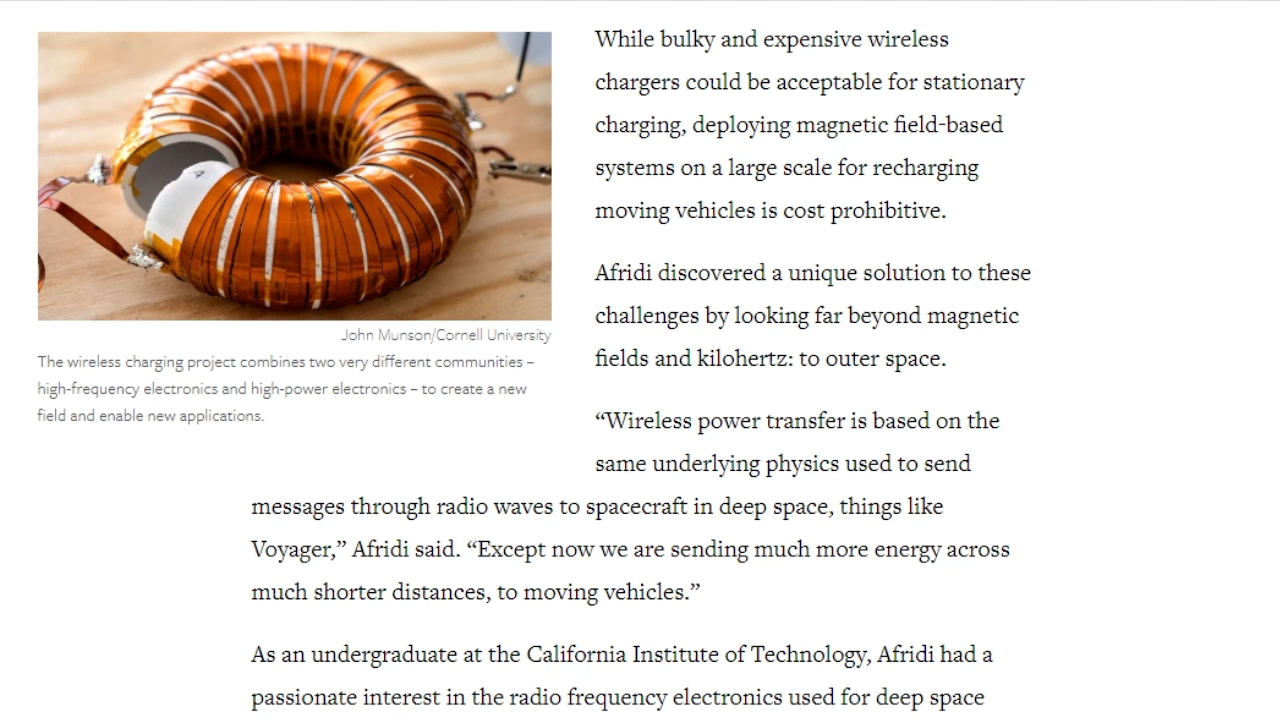 A
John Munson/Cornell University
The wireless charging project combines two very different communities –
high-frequency electronics and high-power electronics – to create a new
field and enable new applications.
While bulky and expensive wireless
chargers could be acceptable for stationary
charging, deploying magnetic field-based
systems on a large scale for recharging
moving vehicles is cost prohibitive.
Afridi discovered a unique solution to these
challenges by looking far beyond magnetic
fields and kilohertz: to outer space.
“Wireless power transfer is based on the
same underlying physics used to send
messages through radio waves to spacecraft in deep space, things like
Voyager,” Afridi said. “Except now we are sending much more energy across
much shorter distances, to moving vehicles.”
As an undergraduate at the California Institute of Technology, Afridi had a
passionate interest in the radio frequency electronics used for deep space